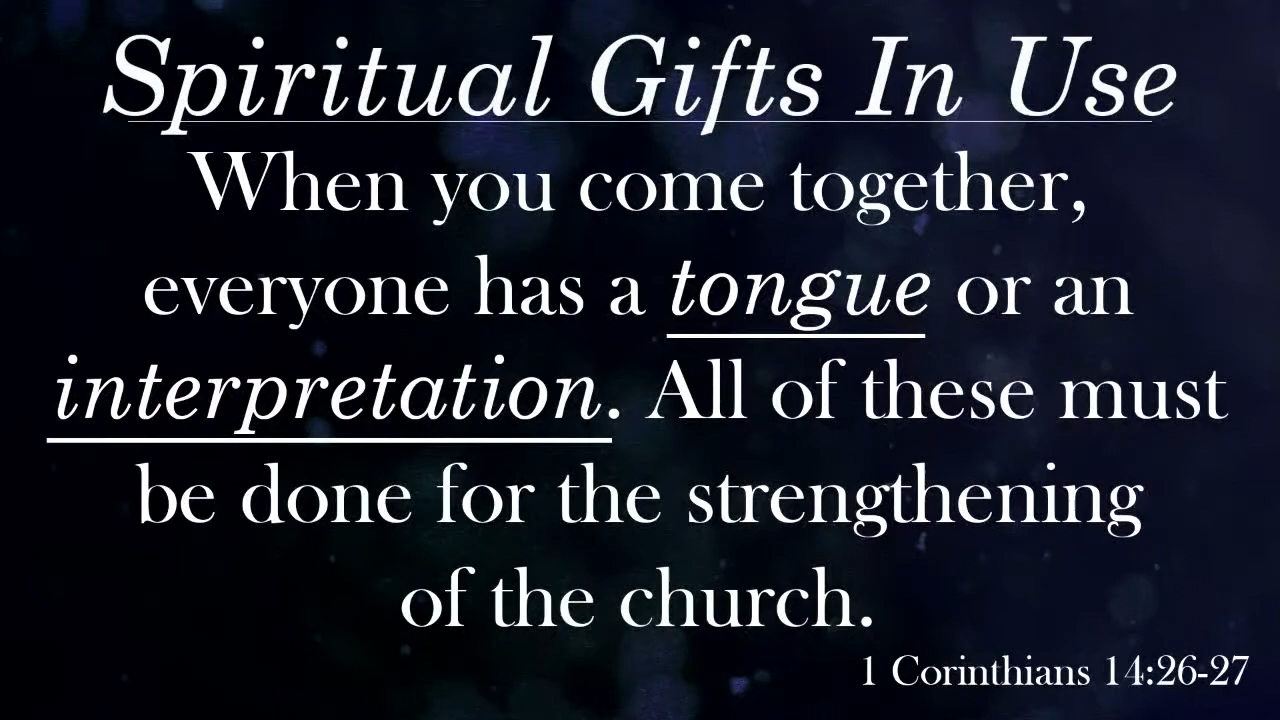 Spiritual Gifts In Use
When you come together,
everyone has a tongue or an
interpretation. All of these must
be done for the strengthening
of the church.
1 Corinthians 14:26-27